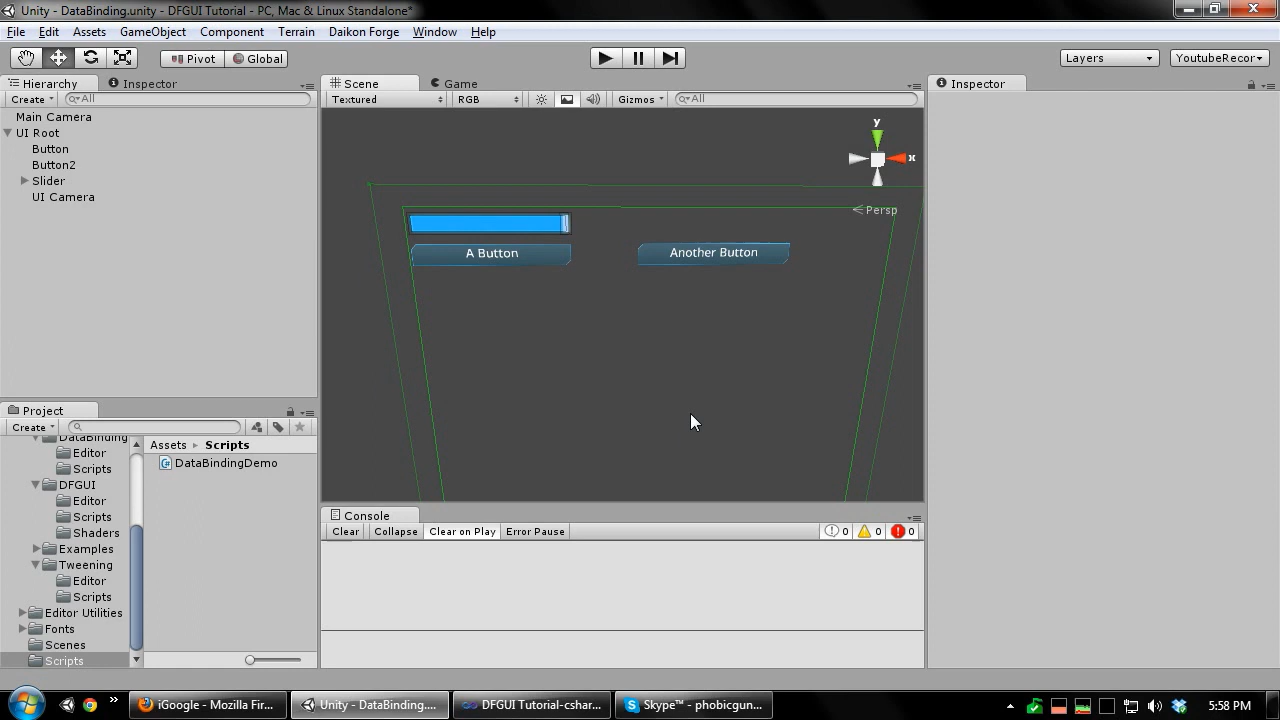 Unity - DataBinding.unity - DFGUI Tutorial - PC, Mac & Linux Standalone*
File Edit Assets GameObject Component Terrain Daikon Forge Window Help
Pivot Global Layers YoutubeRecor
Hierarchy Inspector
Create All
Main Camera
UI Root
Button
Button2
Slider
UI Camera
Scene Game
Textured RGB Gizmos All
y
x
Persp
A Button Another Button
Inspector
Project
Create
DataBinding
Editor
Scripts
DFGUI
Editor
Scripts
Shaders
Examples
Tweening
Editor
Scripts
Editor Utilities
Fonts
Scenes
Scripts
Assets Scripts
DataBindingDemo
Console
Clear Collapse Clear on Play Error Pause 0 0 0
iGoogle - Mozilla Fir... Unity - DataBinding.... DFGUI Tutorial-cshar... Skype™ - phobicgun... 5:58 PM